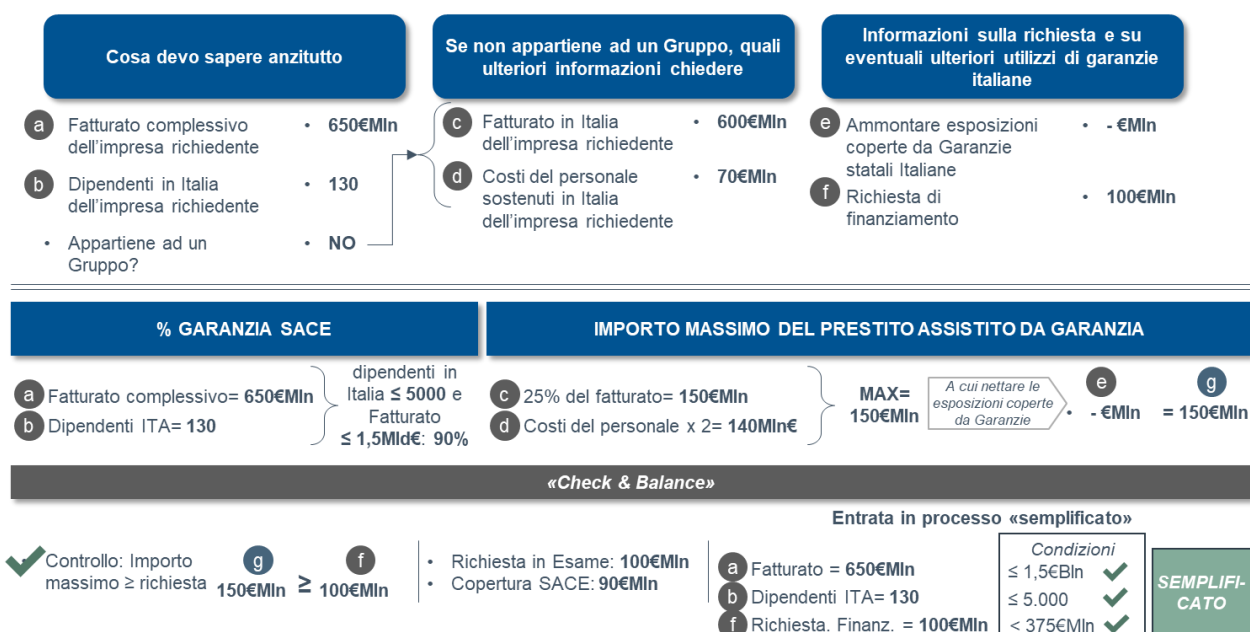 Cosa devo sapere anzitutto
Se non appartiene ad un Gruppo, quali
ulteriori informazioni chiedere
Informazioni sulla richiesta e su
eventuali ulteriori utilizzi di garanzie
italiane
a Fatturato complessivo
dell'impresa richiedente
• 650€Mln
b Dipendenti in Italia
dell'impresa richiedente
• 130
• Appartiene ad un
Gruppo?
• NO
c Fatturato in Italia
dell'impresa richiedente
• 600€Mln
d Costi del personale
sostenuti in Italia
dell'impresa richiedente
• 70€Mln
e Ammontare esposizioni
coperte da Garanzie
statali Italiane
• - €Mln
f Richiesta di
finanziamento
• 100€Mln
% GARANZIA SACE
a Fatturato complessivo= 650€Mln
b Dipendenti ITA= 130
dipendenti in
Italia ≤ 5000 e
Fatturato
≤ 1,5Mld€: 90%
IMPORTO MASSIMO DEL PRESTITO ASSISTITO DA GARANZIA
c 25% del fatturato= 150€Mln
d Costi del personale x 2= 140Mln€
MAX=
150€Mln
A cui nettare le
esposizioni coperte
da Garanzie
e
• - €Mln
g
= 150€Mln
«Check & Balance»
Controllo: Importo
massimo ≥ richiesta
g
150€Mln
≥
f
100€Mln
• Richiesta in Esame: 100€Mln
• Copertura SACE: 90€Mln
Entrata in processo «semplificato»
a Fatturato = 650€Mln
b Dipendenti ITA= 130
f Richiesta. Finanz. = 100€Mln
Condizioni
≤ 1,5€Bln
≤ 5.000
< 375€Mln
SEMPLIFI-
CATO